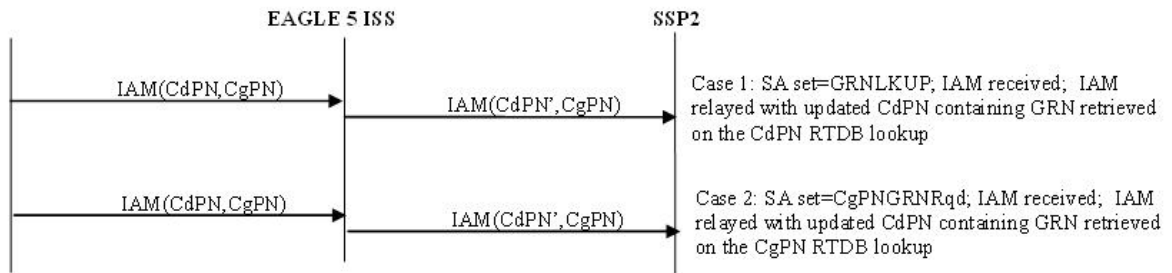 EAGLE 5 ISS
SSP2
IAM(CdPN,CgPN)
IAM(CdPN',CgPN)
Case 1: SA set=GRNLKUP; IAM received; IAM
relayed with updated CdPN containing GRN retrieved
on the CdPN RTDB lookup
IAM(CdPN,CgPN)
IAM(CdPN',CgPN)
Case 2: SA set=CgPNGRNRqd; IAM received; IAM
relayed with updated CdPN containing GRN retrieved
on the CgPN RTDB lookup